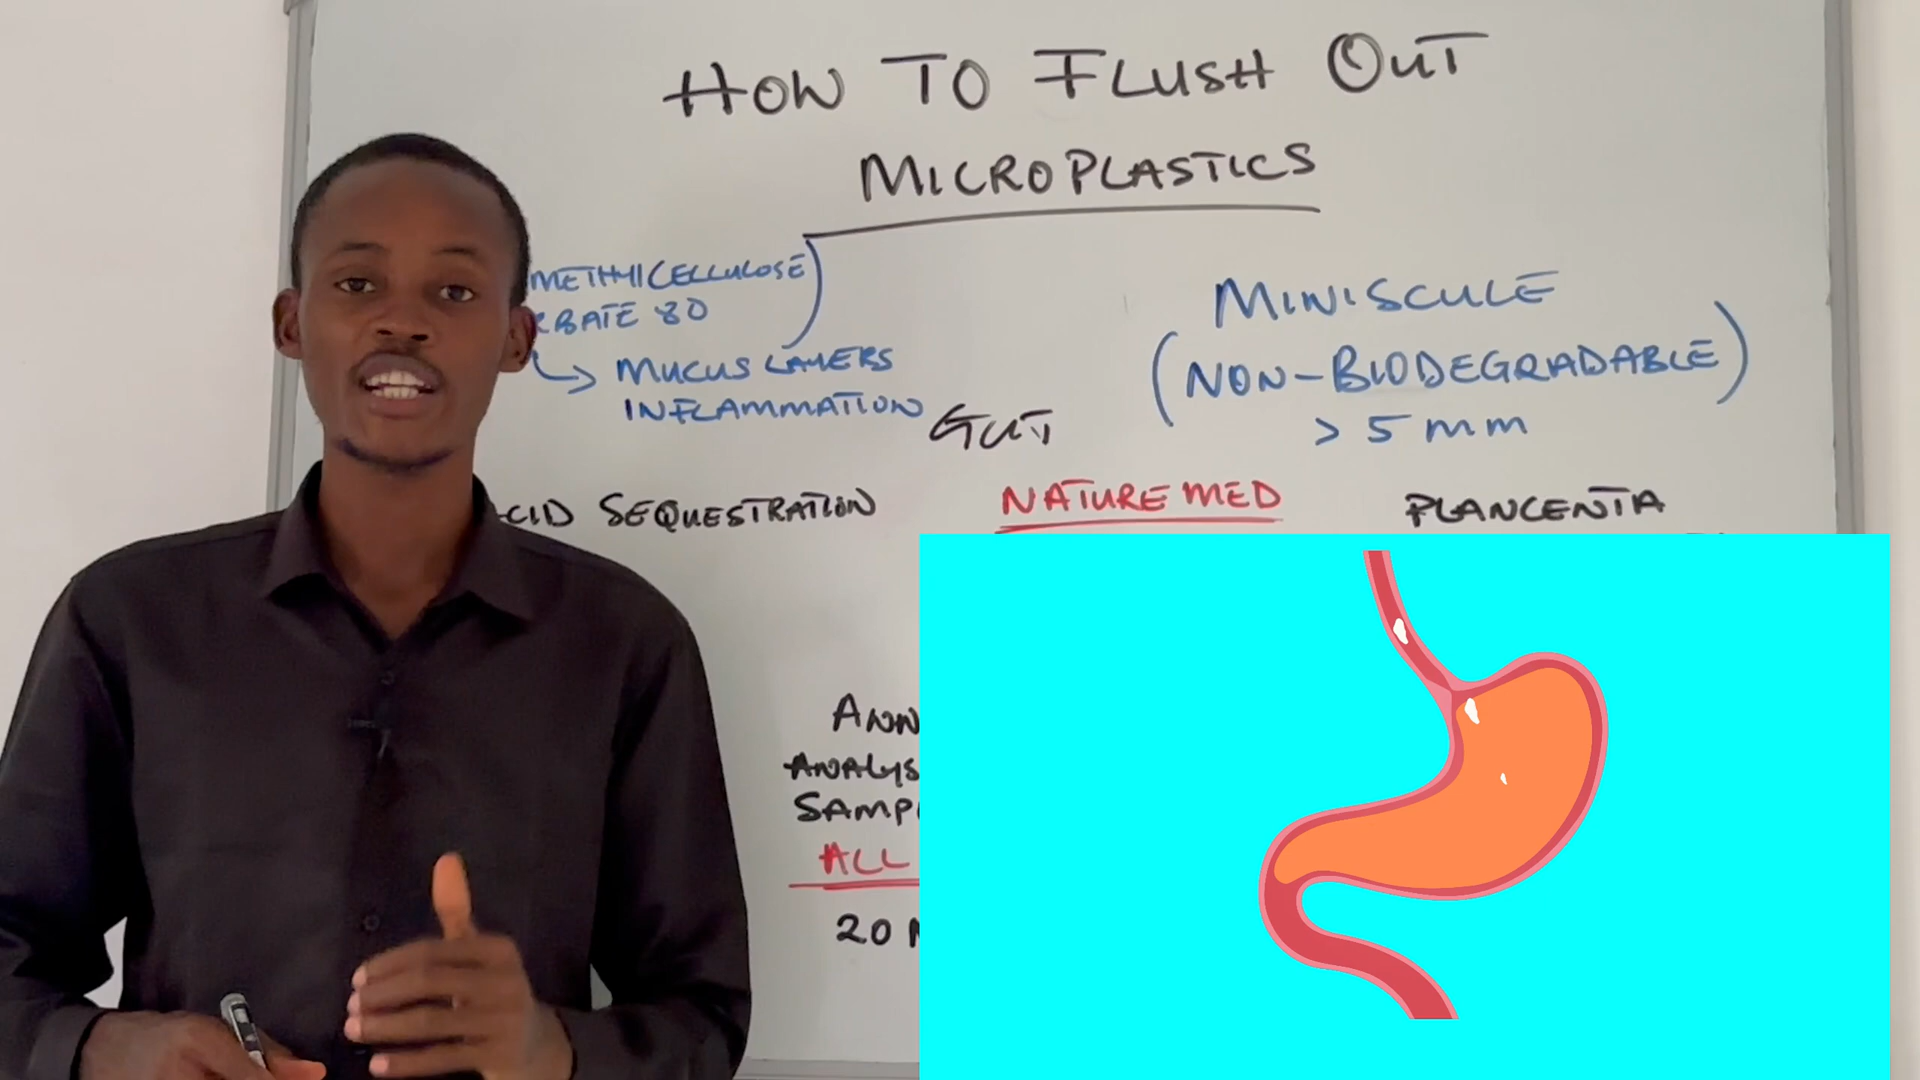 HOW TO FLUSH OUT
MICROPLASTICS
METHYlCELLULOSE
RBATE 80
MUCUS LAYERS
INFLAMMATION
GUT
MINISCULE
(NON-BIODEGRADABLE)
> 5 mm
CID SEQUESTRATION
NATURE MED
PLANCENTA
ANN
ANALYS
SAMP
ALL
20